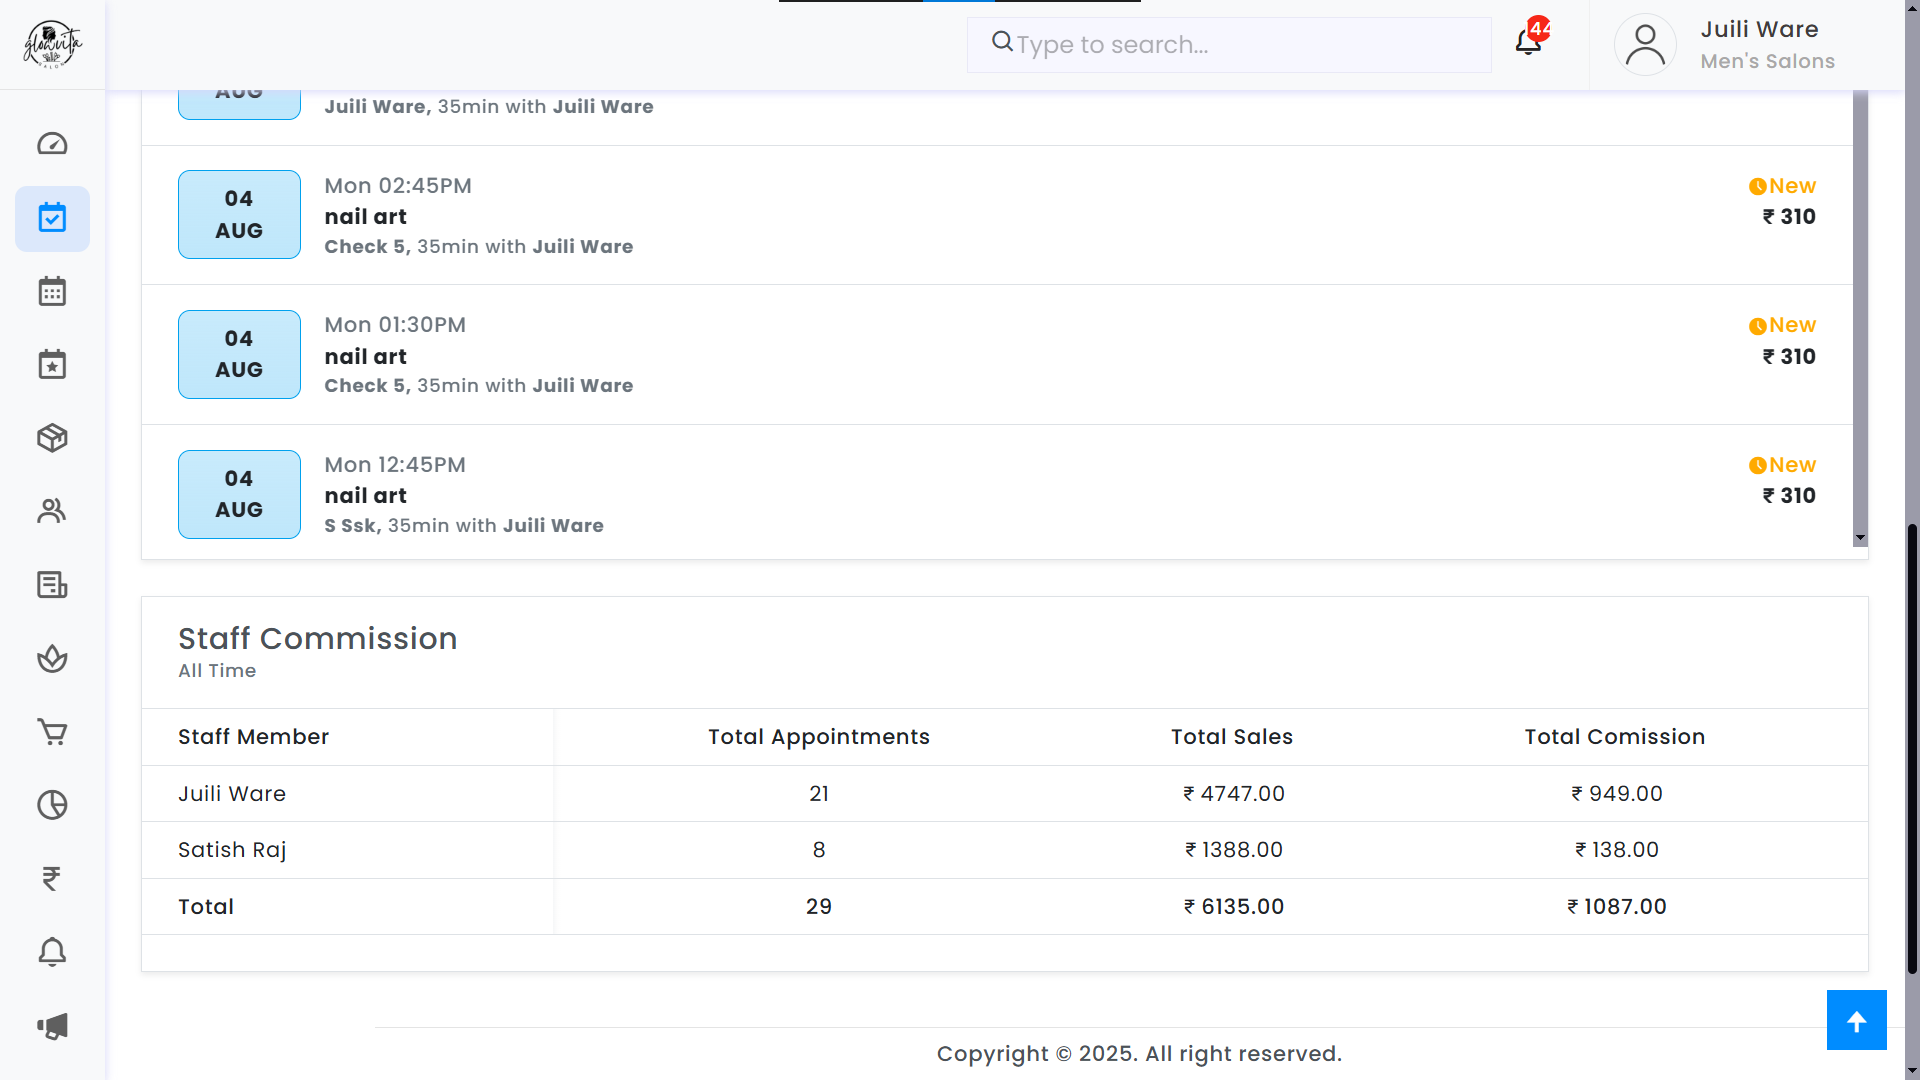 glowvita
SALON
Type to search...
44
Juili Ware
Men's Salons
AUG
Juili Ware, 35min with Juili Ware
04
AUG
Mon 02:45PM
nail art
Check 5, 35min with Juili Ware
New
₹ 310
04
AUG
Mon 01:30PM
nail art
Check 5, 35min with Juili Ware
New
₹ 310
04
AUG
Mon 12:45PM
nail art
S Ssk, 35min with Juili Ware
New
₹ 310
Staff Commission
All Time
Staff Member Total Appointments Total Sales Total Comission
Juili Ware 21 ₹ 4747.00 ₹ 949.00
Satish Raj 8 ₹ 1388.00 ₹ 138.00
Total 29 ₹ 6135.00 ₹ 1087.00
Copyright © 2025. All right reserved.